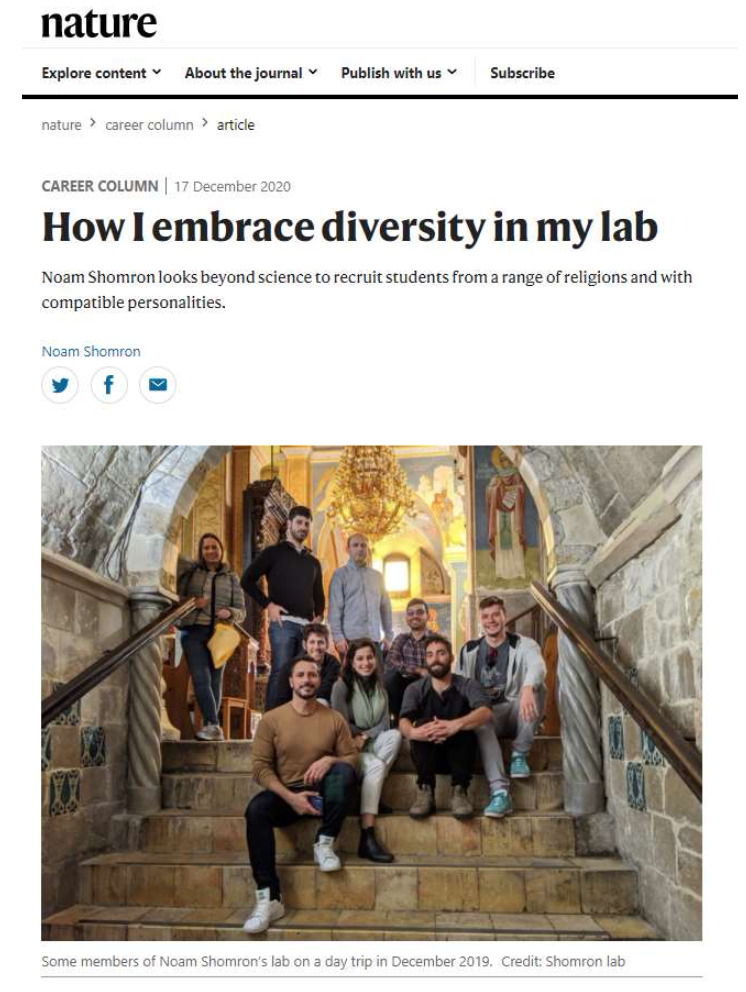 nature
Explore content About the journal Publish with us Subscribe
nature > career column > article
CAREER COLUMN | 17 December 2020
How I embrace diversity in my lab
Noam Shomron looks beyond science to recruit students from a range of religions and with
compatible personalities.
Noam Shomron
Some members of Noam Shomron's lab on a day trip in December 2019. Credit: Shomron lab